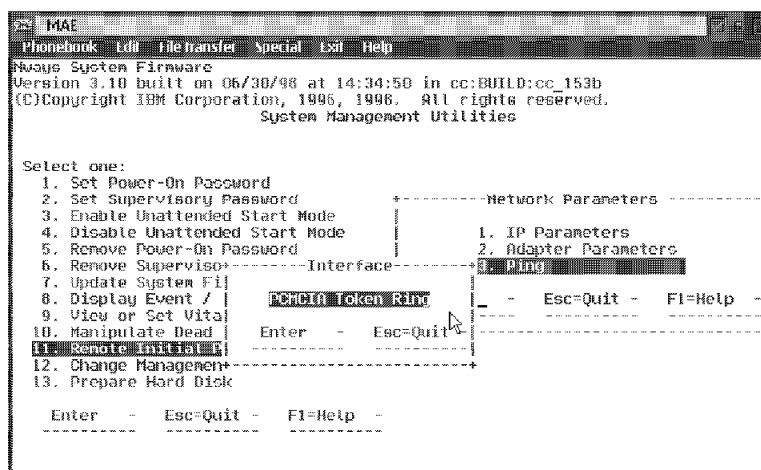 MAE
Phonebook Edit File Transfer Special Exit Help
Nways System Firmware
Version 3.10 built on 06/30/98 at 14:34:50 in cc:BUILD:cc_153b
(C)Copyright IBM Corporation, 1996, 1998. All rights reserved.
System Management Utilities
Select one:
1. Set Power-On Password
2. Set Supervisory Password
3. Enable Unattended Start Mode
4. Disable Unattended Start Mode
5. Remove Power-On Password
6. Remove Superviso
7. Update System Fi
8. Display Event /
9. View or Set Vital
10. Manipulate Dead
11. Remote Initial P
12. Change Managemen
13. Prepare Hard Disk
Enter - Esc=Quit - F1=Help -
Network Parameters
1. IP Parameters
2. Adapter Parameters
3. Ping
- Esc=Quit - F1=Help -
Interface
PCMCIA Token Ring
Enter - Esc=Quit -